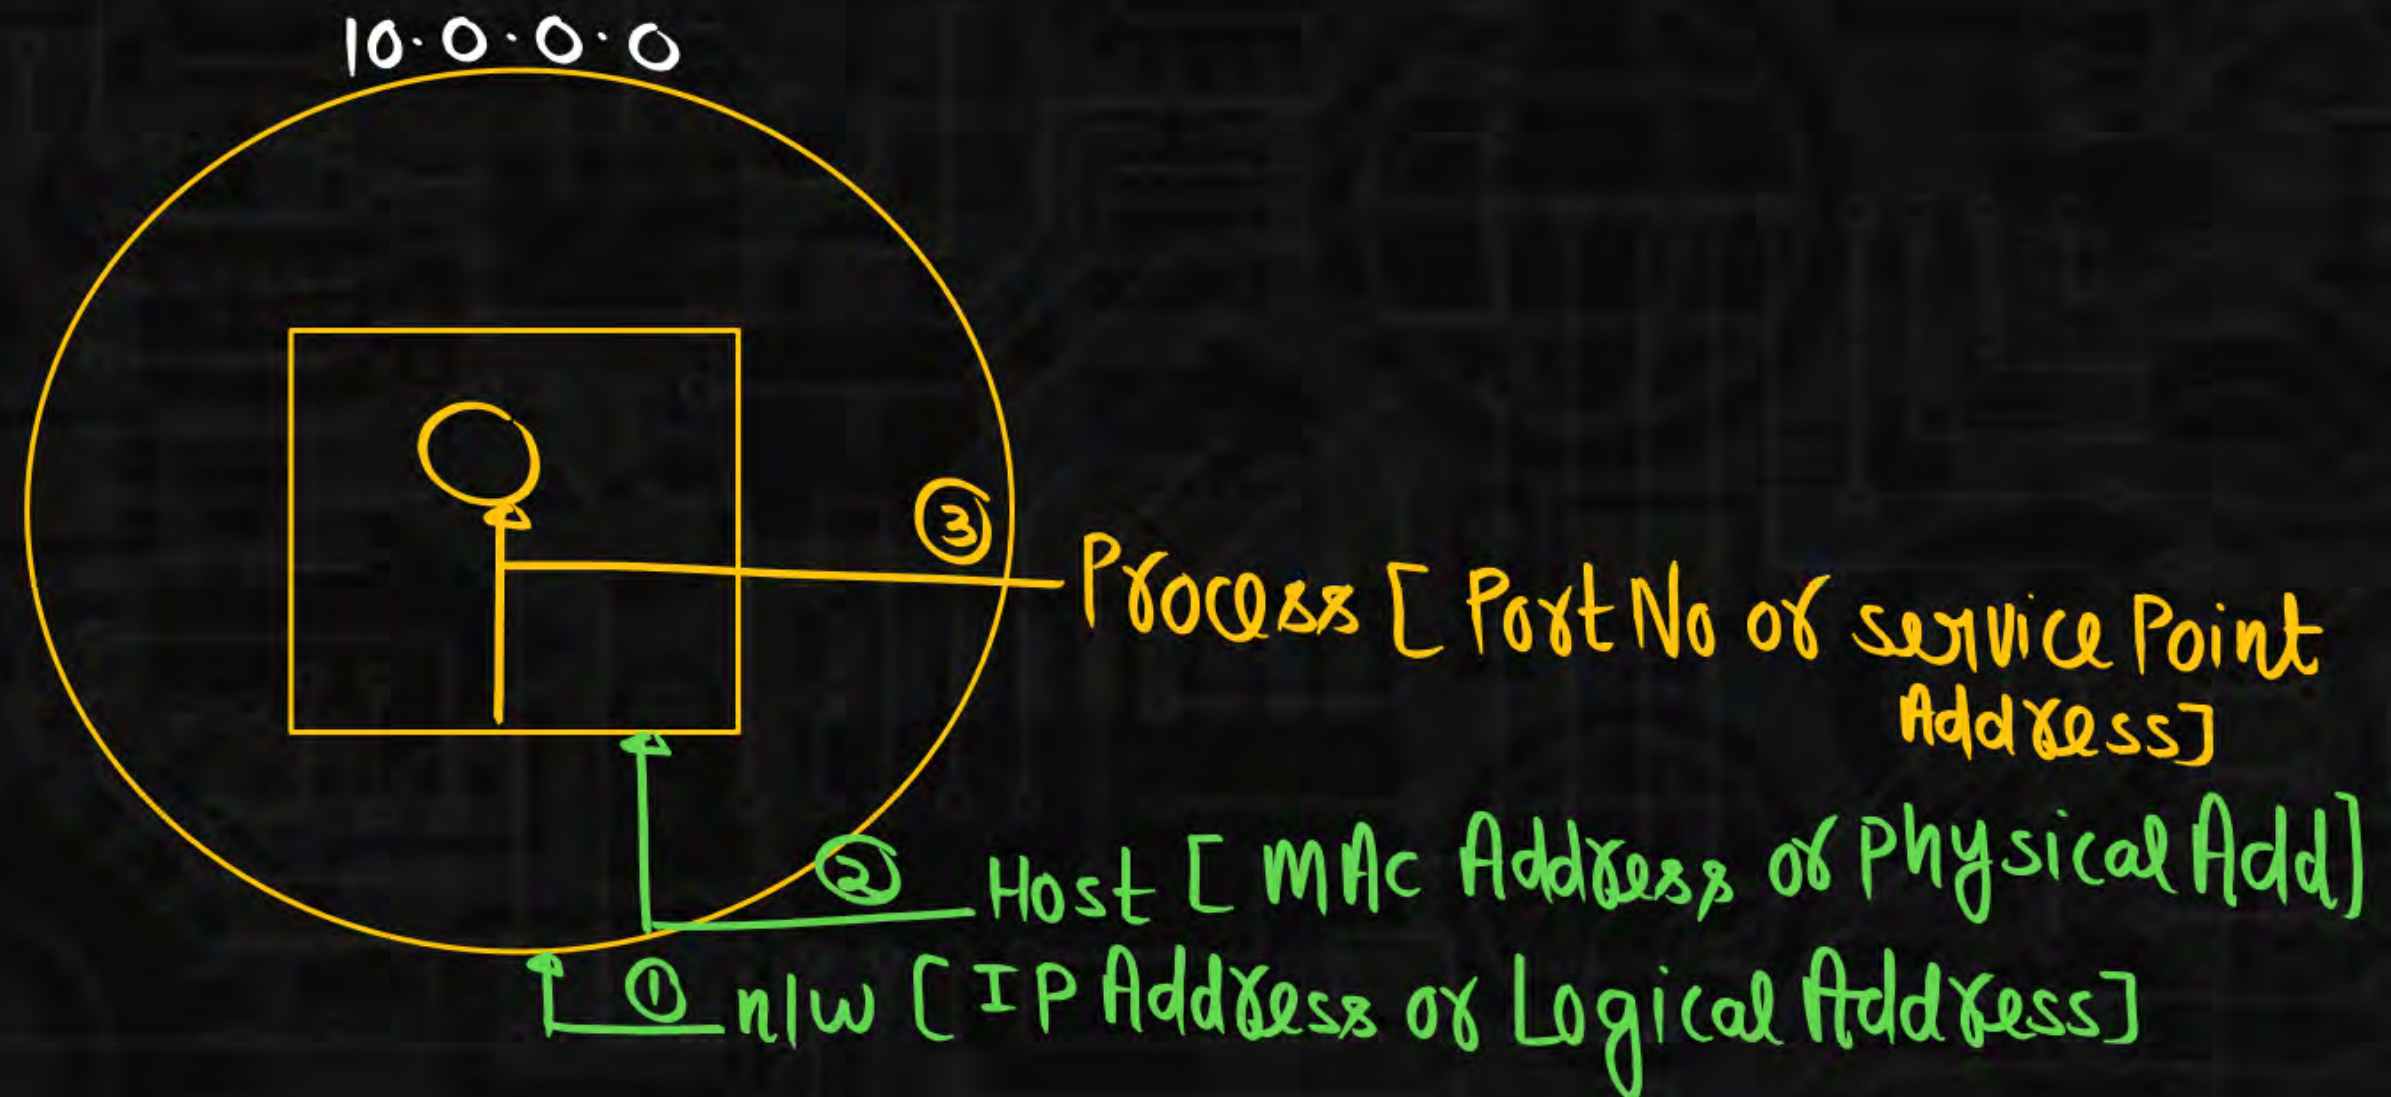 10.0.0.0
③
Process [Port No or service Point
Address]
② Host [MAC Address or Physical Add]
① n/w [IP Address or Logical Address]